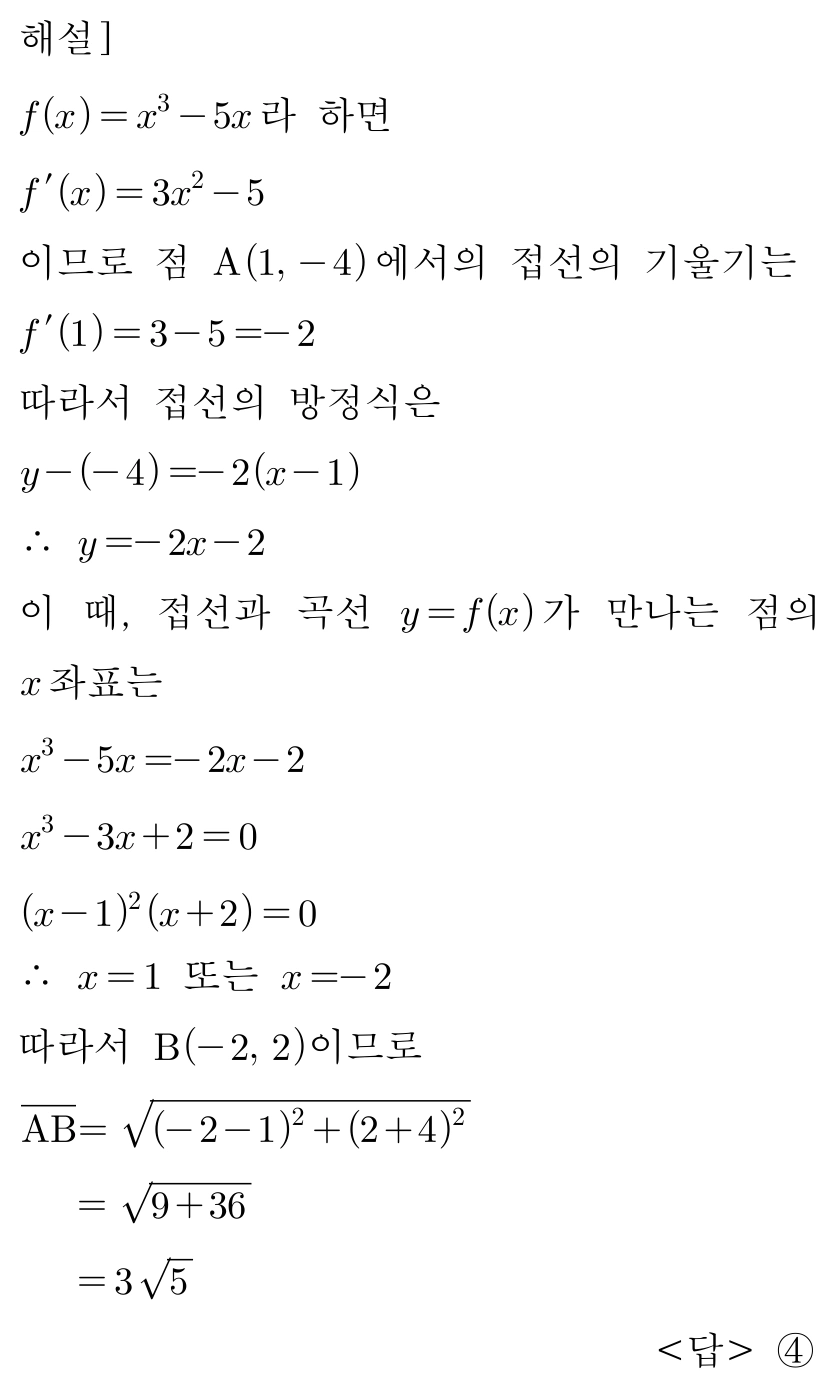 해설]
f(x)=x³-5x라 하면
f′(x)=3x²-5
이므로 점 A(1, -4)에서의 접선의 기울기는
f′(1)=3-5=-2
따라서 접선의 방정식은
y-(-4)=-2(x-1)
∴ y=-2x-2
이 때, 접선과 곡선 y=f(x)가 만나는 점의
x좌표는
x³-5x=-2x-2
x³-3x+2=0
(x-1)²(x+2)=0
∴ x=1 또는 x=-2
따라서 B(-2, 2)이므로
A̅B̅=√((-2-1)²+(2+4)²)
=√(9+36)
=3√5
<답> ④